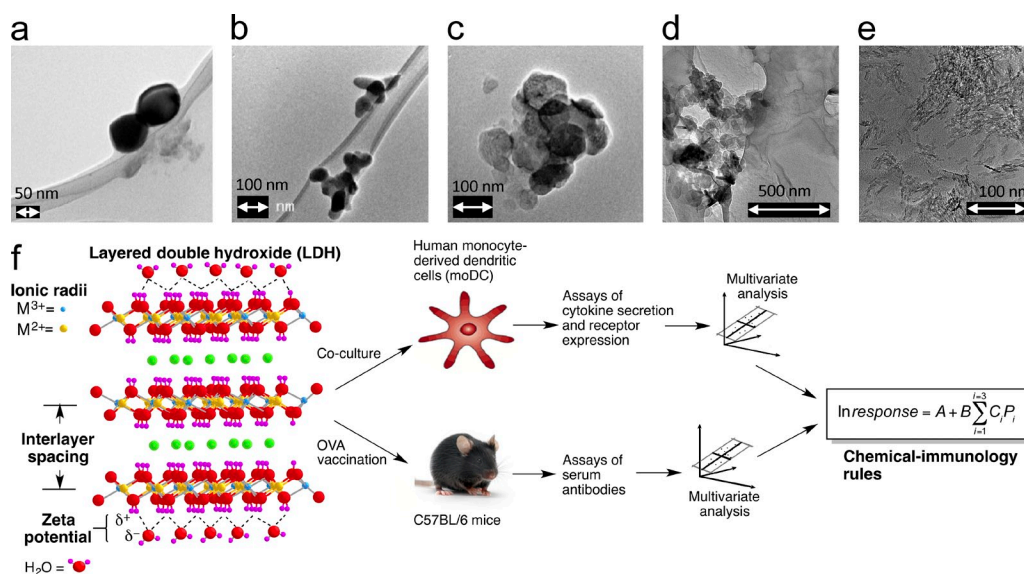 a
b
c
d
e
50 nm
100 nm
nm
100 nm
500 nm
100 nm
f
Layered double hydroxide (LDH)
Ionic radii
M³⁺=
M²⁺=
Interlayer
spacing
Zeta
potential
δ⁺
δ⁻
H₂O =
Co-culture
OVA
vaccination
Human monocyte-
derived dendritic
cells (moDC)
C57BL/6 mice
Assays of
cytokine secretion
and receptor
expression
Assays of
serum
antibodies
Multivariate
analysis
Multivariate
analysis
ln response = A + B ∑ᵢ₌₁ⁱ⁼³ CᵢPᵢ
Chemical-immunology
rules